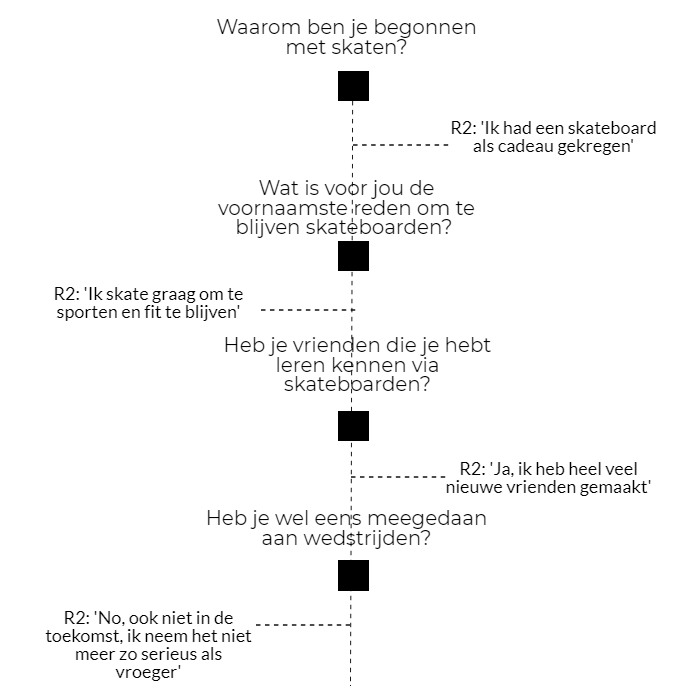 Waarom ben je begonnen
met skaten?
R2: 'Ik had een skateboard
als cadeau gekregen'
Wat is voor jou de
voornaamste reden om te
blijven skateboarden?
R2: 'Ik skate graag om te
sporten en fit te blijven'
Heb je vrienden die je hebt
leren kennen via
skateboarden?
R2: 'Ja, ik heb heel veel
nieuwe vrienden gemaakt'
Heb je wel eens meegedaan
aan wedstrijden?
R2: 'No, ook niet in de
toekomst, ik neem het niet
meer zo serieus als
vroeger'